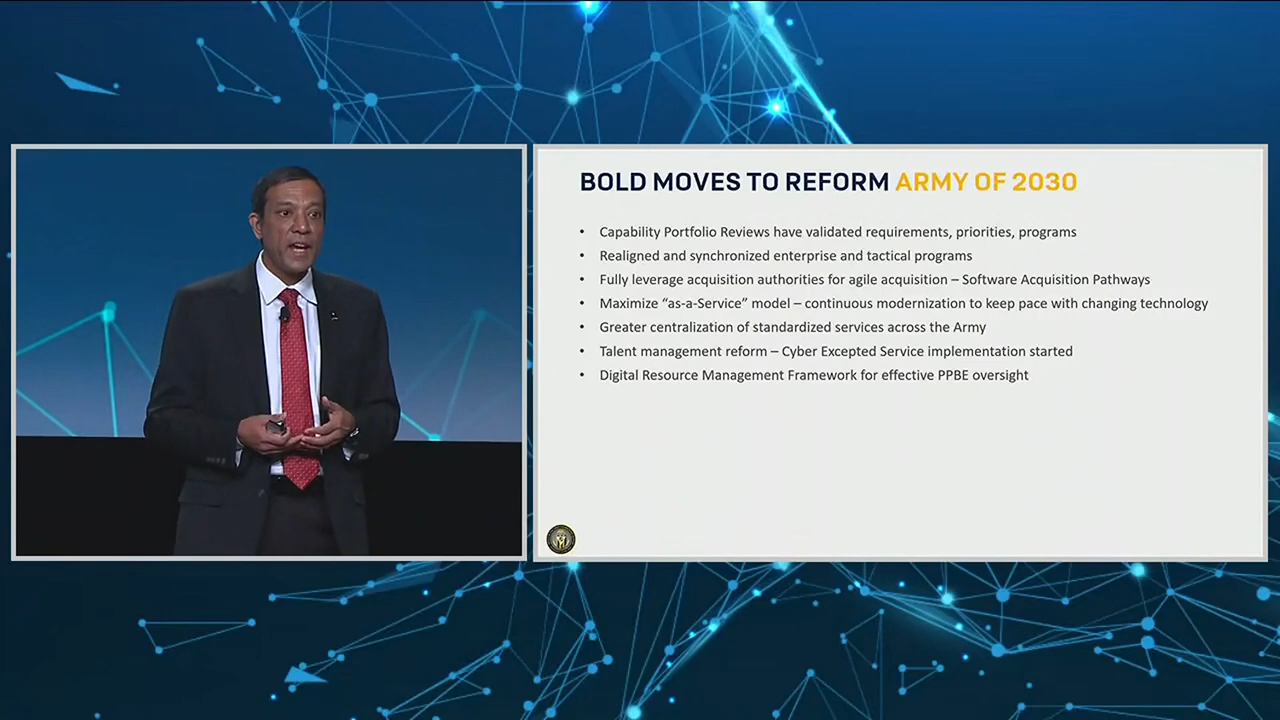 BOLD MOVES TO REFORM ARMY OF 2030
• Capability Portfolio Reviews have validated requirements, priorities, programs
• Realigned and synchronized enterprise and tactical programs
• Fully leverage acquisition authorities for agile acquisition – Software Acquisition Pathways
• Maximize “as-a-Service” model – continuous modernization to keep pace with changing technology
• Greater centralization of standardized services across the Army
• Talent management reform – Cyber Excepted Service implementation started
• Digital Resource Management Framework for effective PPBE oversight